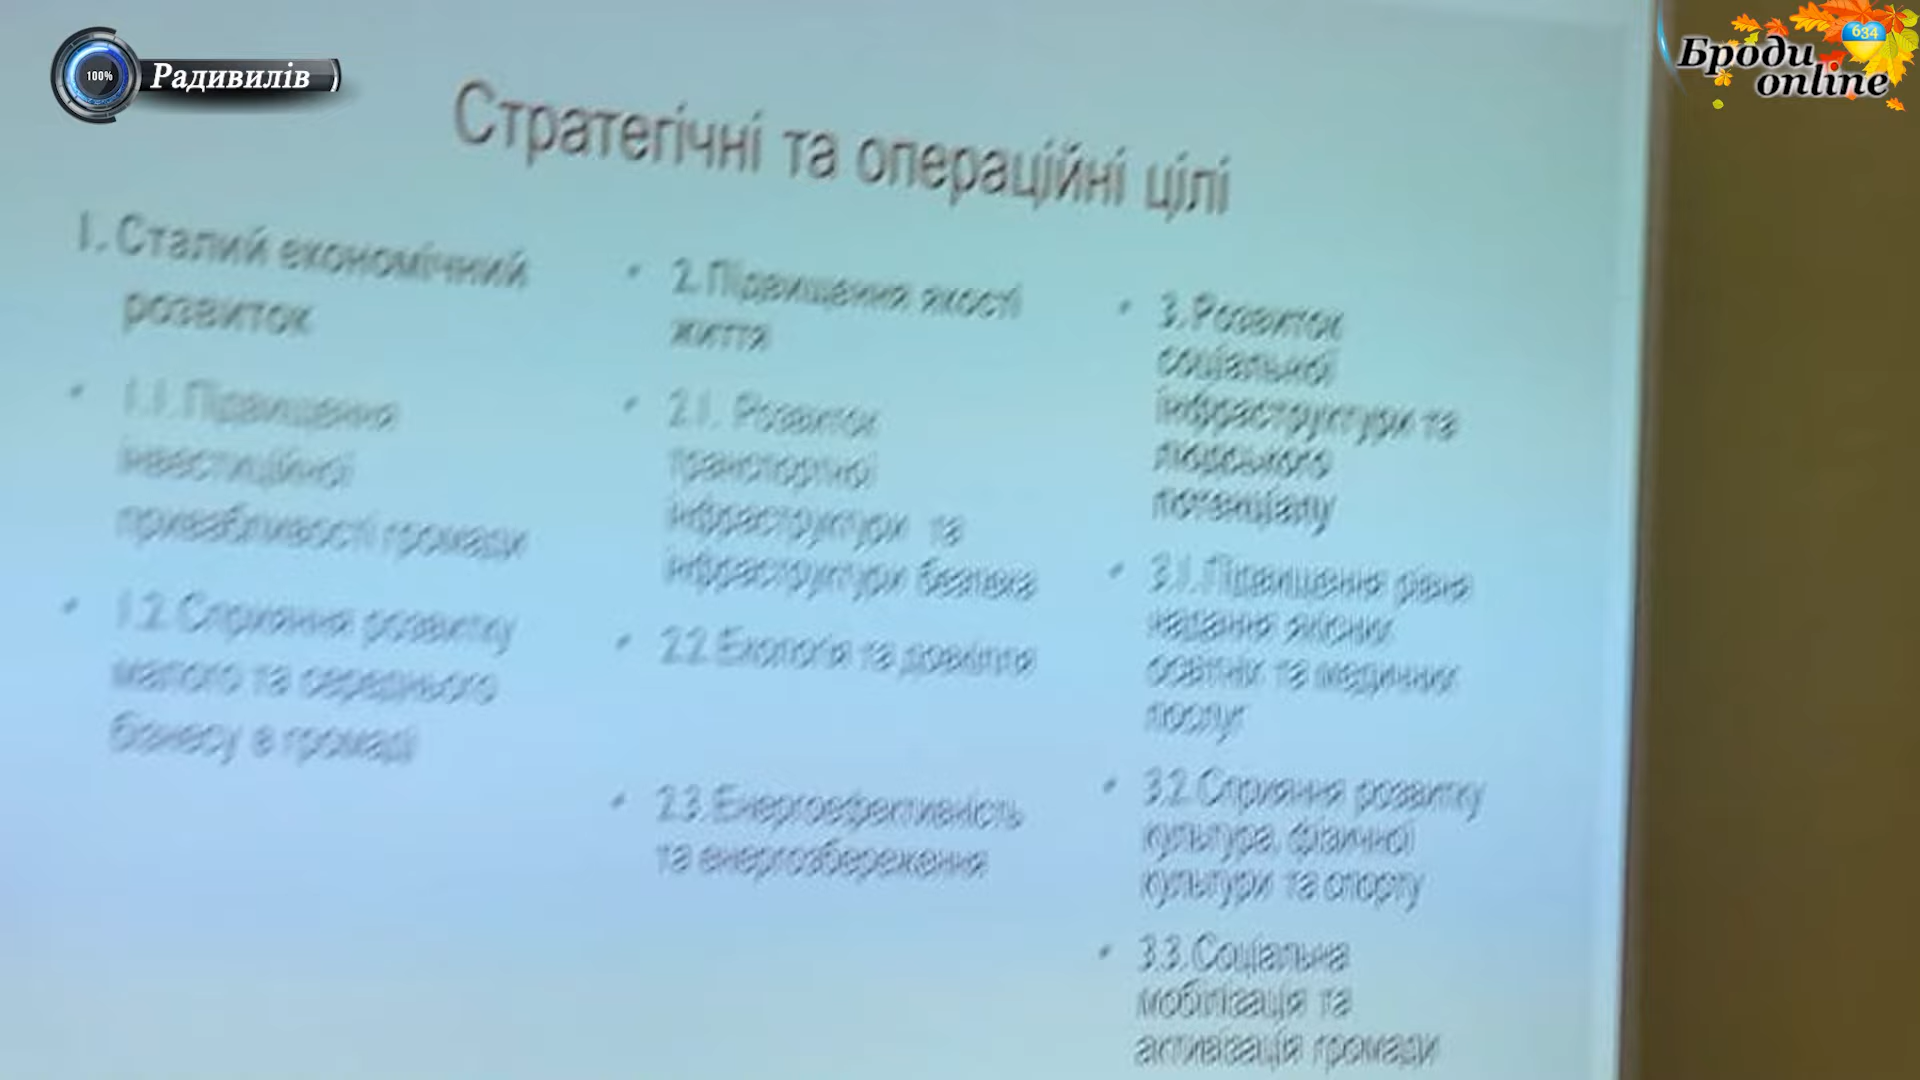 100%
Радивилів
634
Броди
online
Стратегічні та операційні цілі
1. Сталий економічний
розвиток
• 1.1.Підвищення
інвестиційної
привабливості громади
• 1.2.Сприяння розвитку
малого та середнього
бізнесу в громаді
• 2.Підвищення якості
життя
• 2.1. Розвиток
транспортної
інфраструктури та
інфраструктури безпека
• 2.2.Екологія та довкілля
• 2.3.Енергоефективність
та енергозбереження
• 3.Розвиток
соціальної
інфраструктури та
людського
потенціалу
• 3.1.Підвищення рівня
надання якісних
освітніх та медичних
послуг
• 3.2.Сприяння розвитку
культура, фізичної
культури та спорту
• 3.3.Соціальна
мобілізація та
активізація громади